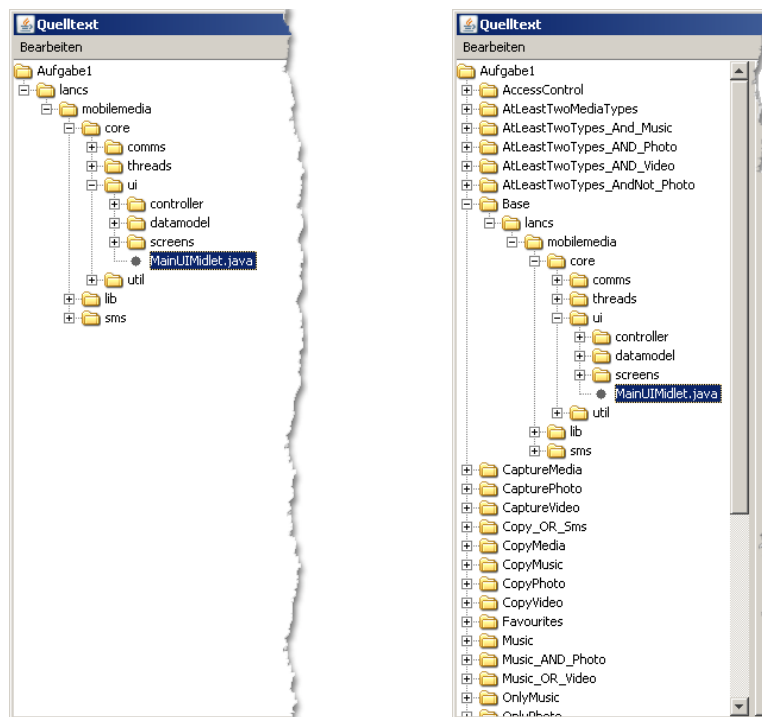 Quelltext
Bearbeiten
Aufgabe1
lancs
mobilemedia
core
comms
threads
ui
controller
datamodel
screens
MainUIMidlet.java
util
lib
sms
Quelltext
Bearbeiten
Aufgabe1
AccessControl
AtLeastTwoMediaTypes
AtLeastTwoTypes_And_Music
AtLeastTwoTypes_AND_Photo
AtLeastTwoTypes_AND_Video
AtLeastTwoTypes_AndNot_Photo
Base
lancs
mobilemedia
core
comms
threads
ui
controller
datamodel
screens
MainUIMidlet.java
util
lib
sms
CaptureMedia
CapturePhoto
CaptureVideo
Copy_OR_Sms
CopyMedia
CopyMusic
CopyPhoto
CopyVideo
Favourites
Music
Music_AND_Photo
Music_OR_Video
OnlyMusic
OnlyPhoto